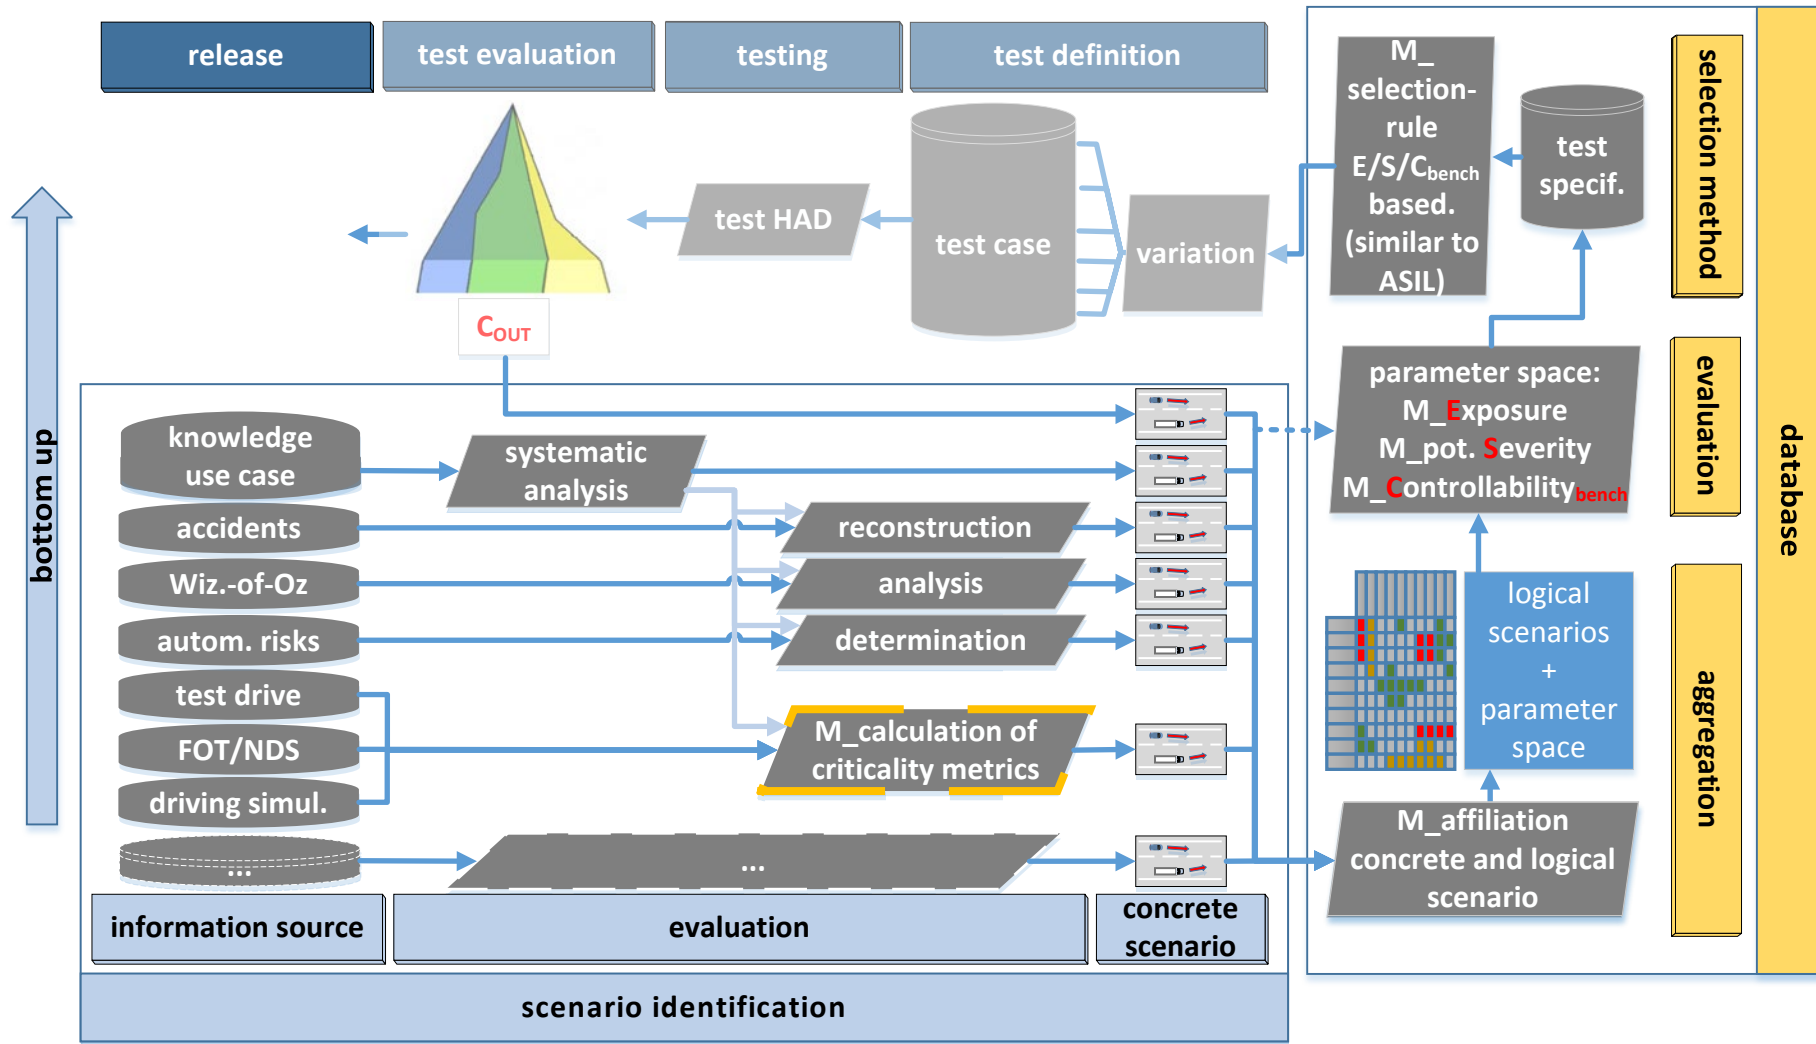 release
test evaluation
testing
test definition
M_
selection-
rule
E/S/Cbench
based.
(similar to
ASIL)
test
specif.
selection method
test HAD
test case
variation
COUT
bottom up
knowledge
use case
systematic
analysis
accidents
reconstruction
Wiz.-of-Oz
analysis
autom. risks
determination
test drive
FOT/NDS
driving simul.
M_calculation of
criticality metrics
...
...
parameter space:
M_Exposure
M_pot. Severity
M_Controllabilitybench
evaluation
database
logical
scenarios
+
parameter
space
aggregation
M_affiliation
concrete and logical
scenario
information source
evaluation
concrete
scenario
scenario identification